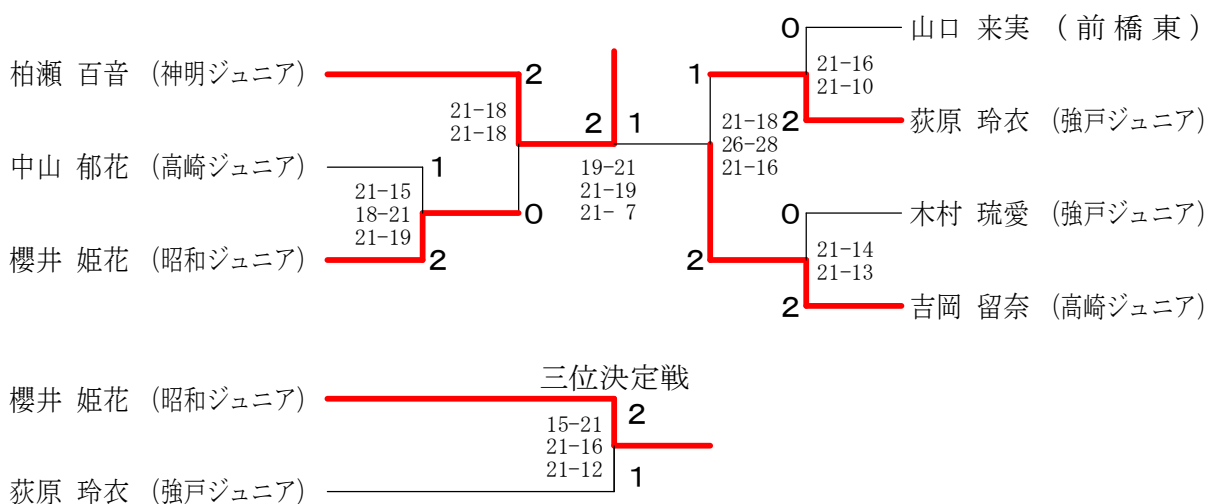 0 山口 来実 (前橋東)
柏瀬 百音 (神明ジュニア) 2
1
21-16
21-10
21-18
21-18
2 1
21-18
26-28
21-16
2 荻原 玲衣 (強戸ジュニア)
中山 郁花 (高崎ジュニア) 1
19-21
21-19
21- 7
21-15
18-21
21-19
0
0 木村 琉愛 (強戸ジュニア)
櫻井 姫花 (昭和ジュニア) 2
2
21-14
21-13
2 吉岡 留奈 (高崎ジュニア)
三位決定戦
櫻井 姫花 (昭和ジュニア) 2
15-21
21-16
21-12
荻原 玲衣 (強戸ジュニア) 1